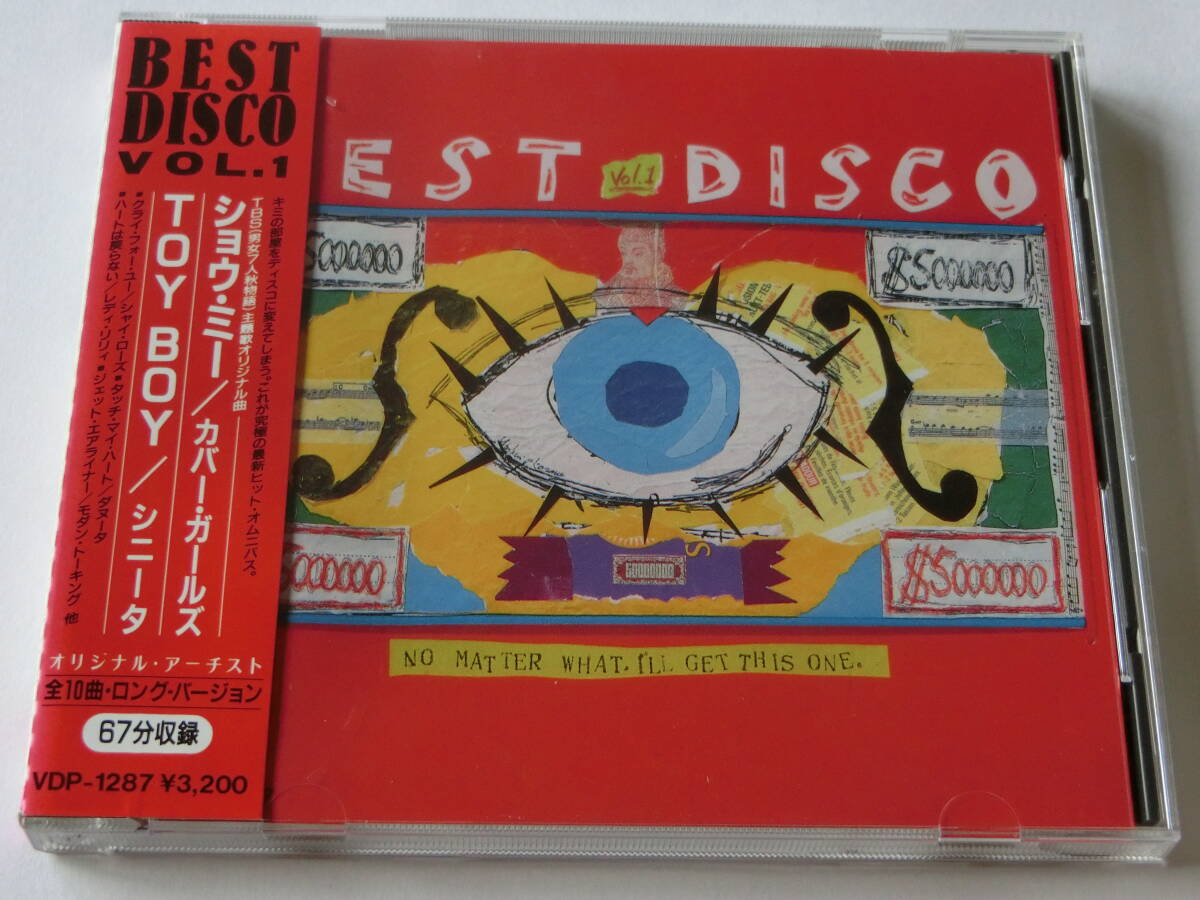 BEST
DISCO
VOL.1
キミの部屋をディスコに変えてしまう。これが究極の最新ヒット・オムニバス。
TBS「男女7人秋物語」主題歌オリジナル曲
ショウ・ミー/カバー・ガールズ
TOY BOY/シニータ
■クライ・フォー・ユー/シャイ・ローズ■タッチ・マイ・ハート/ダヌータ
■ハートは戻らない/レディ・リリィ■ジェット・エアライナー/モダン・トーキング 他
オリジナル・アーチスト
全10曲・ロング・バージョン
67分収録
VDP-1287 ¥3,200
EST Vol.1 DISCO
5000000
$5000000
5000000
$5000000
NO MATTER WHAT, I'LL GET THIS ONE.